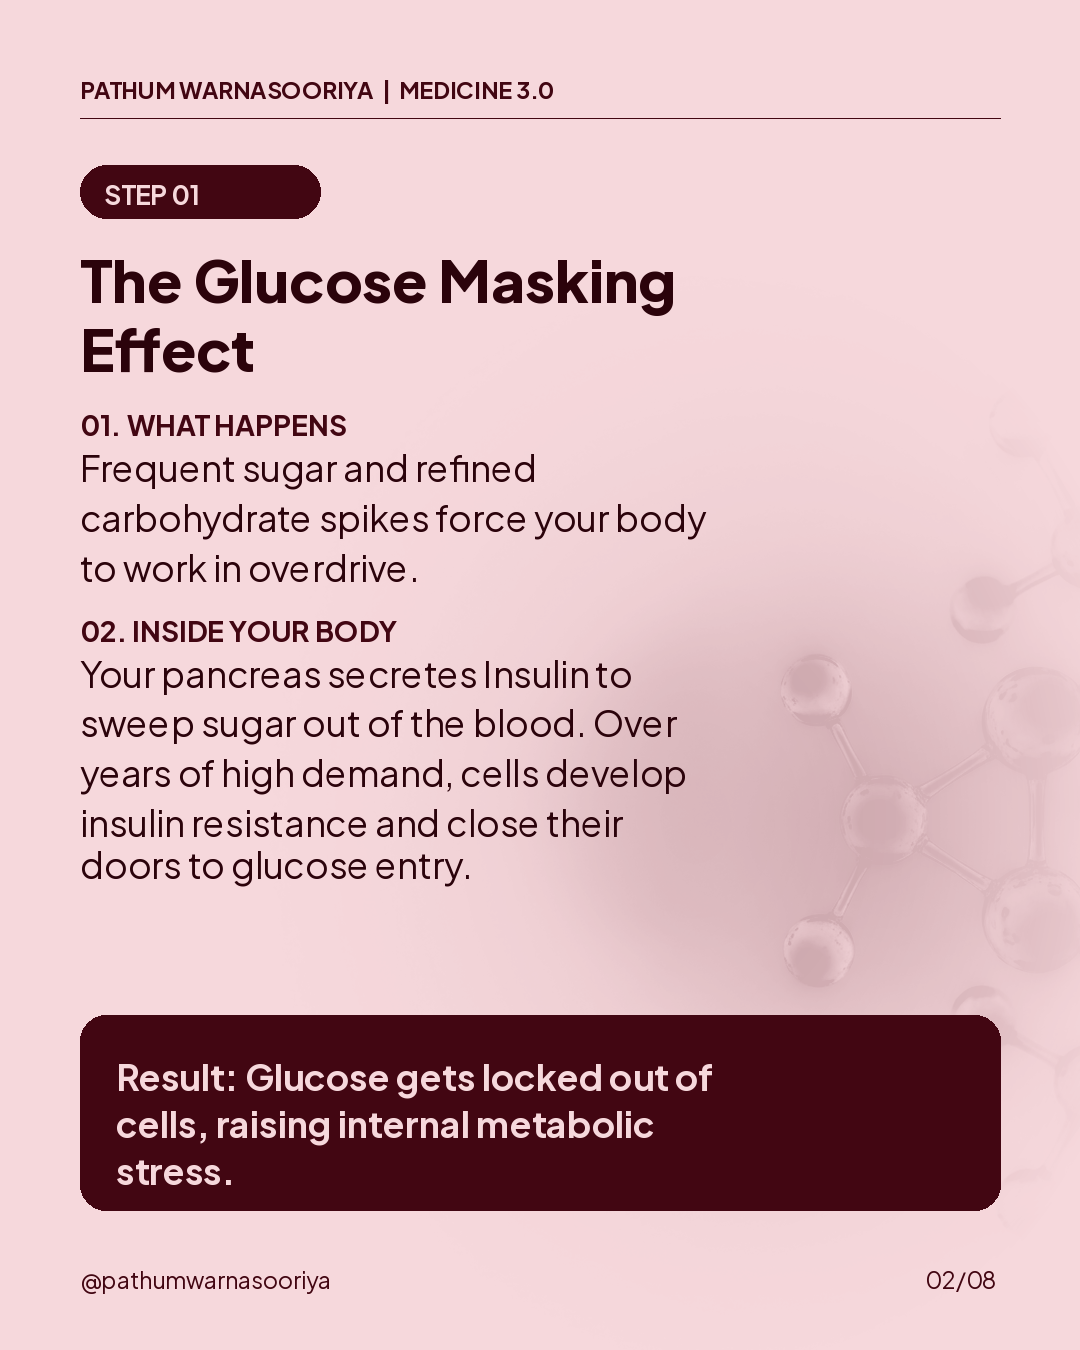 PATHUM WARNASOORIYA | MEDICINE 3.0
STEP 01
The Glucose Masking
Effect
01. WHAT HAPPENS
Frequent sugar and refined
carbohydrate spikes force your body
to work in overdrive.
02. INSIDE YOUR BODY
Your pancreas secretes Insulin to
sweep sugar out of the blood. Over
years of high demand, cells develop
insulin resistance and close their
doors to glucose entry.
Result: Glucose gets locked out of
cells, raising internal metabolic
stress.
@pathumwarnasooriya
02/08